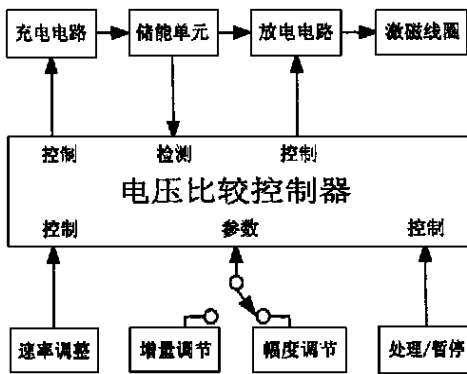 充电电路 储能单元 放电电路 激磁线圈
控制 检测 控制
电压比较控制器
控制 参数 控制
速率调整 增量调节 幅度调节 处理/暂停